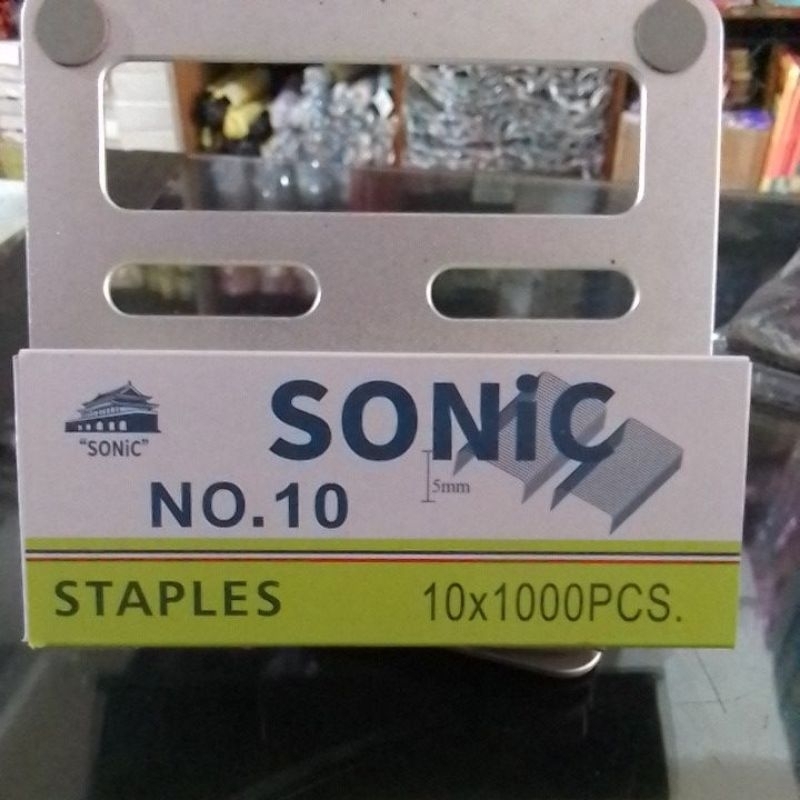 SONiC
"SONiC"
NO.10
5mm
STAPLES
10x1000PCS.